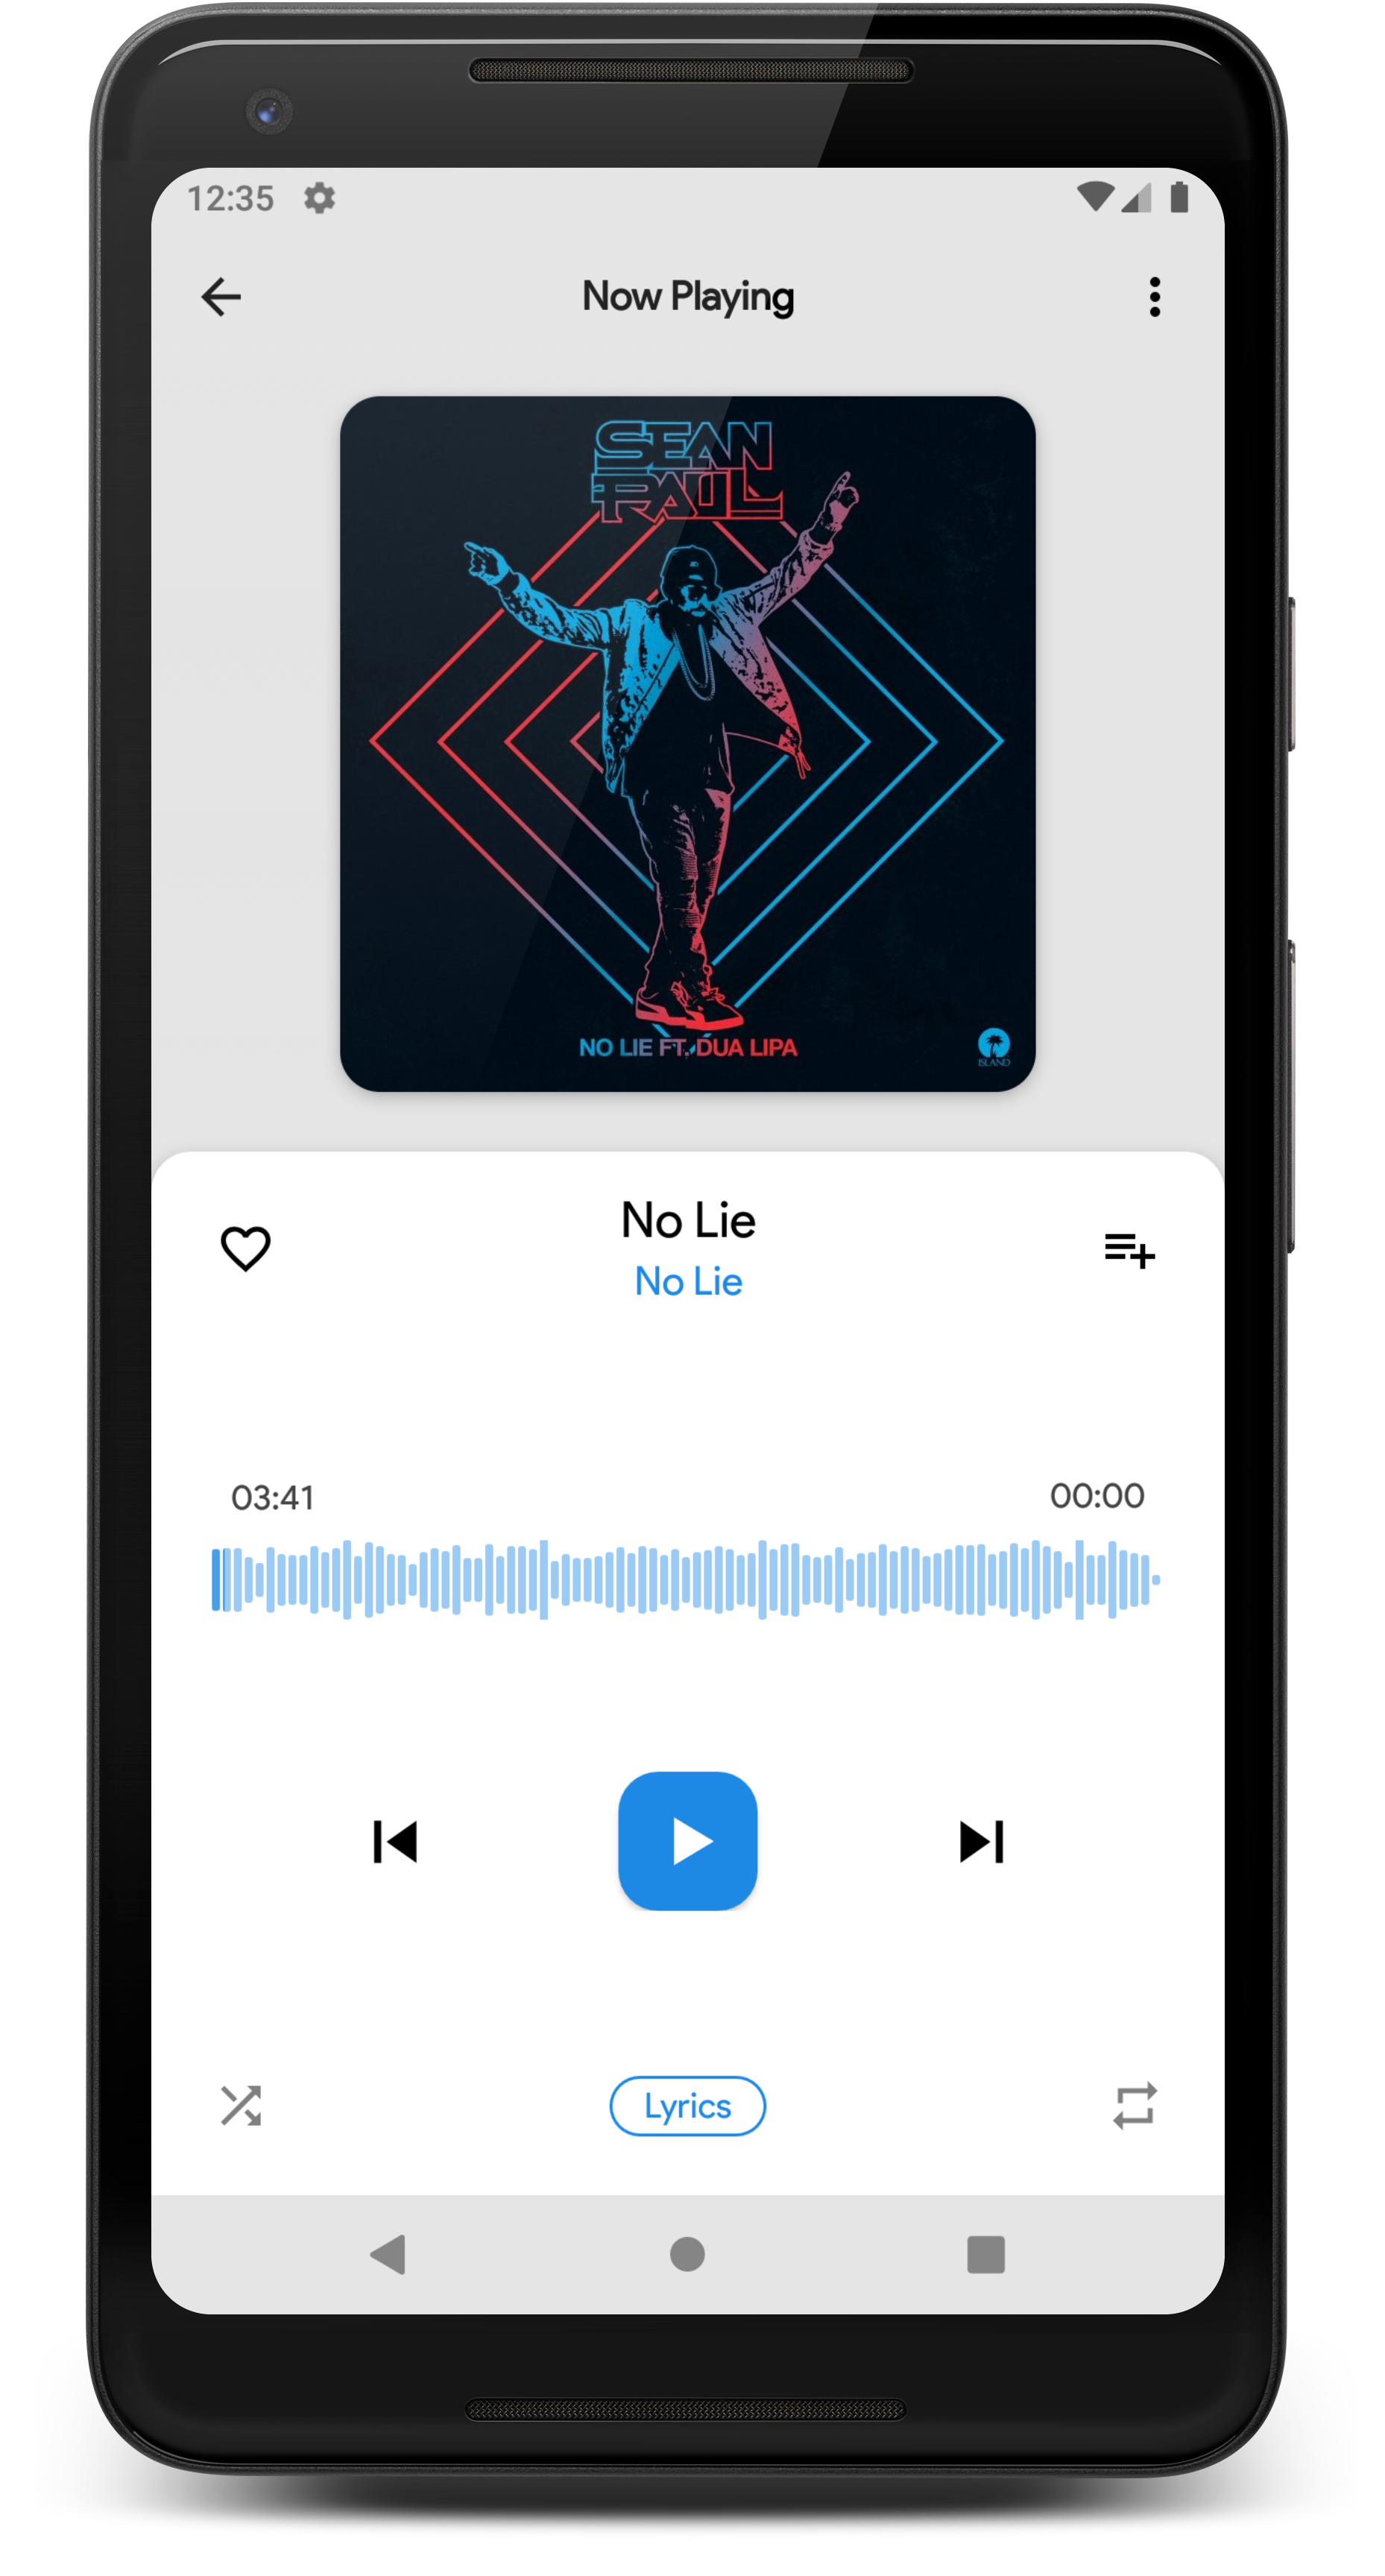 12:35
Now Playing
SEAN
PAUL
NO LIE FT. DUA LIPA
ISLAND
No Lie
No Lie
03:41
00:00
Lyrics